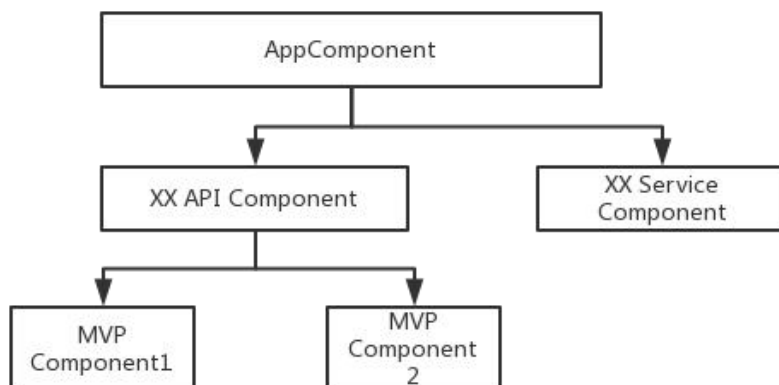 AppComponent
XX API Component
XX Service
Component
MVP
Component1
MVP
Component
2